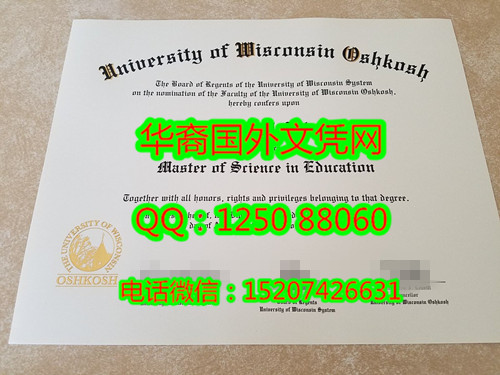 University of Wisconsin Oshkosh
The Board of Regents of the University of Wisconsin System
on the nomination of the Faculty of the University of Wisconsin Oshkosh,
hereby confers upon
华裔国外文凭网
Master of Science in Education
Together with all honors, rights and privileges belonging to that degree.
QQ：1250 88060
day of
THE UNIVERSITY OF WISCONSIN
OSHKOSH
电话微信：15207426631
University of Wisconsin System
University of Wisconsin Oshkosh